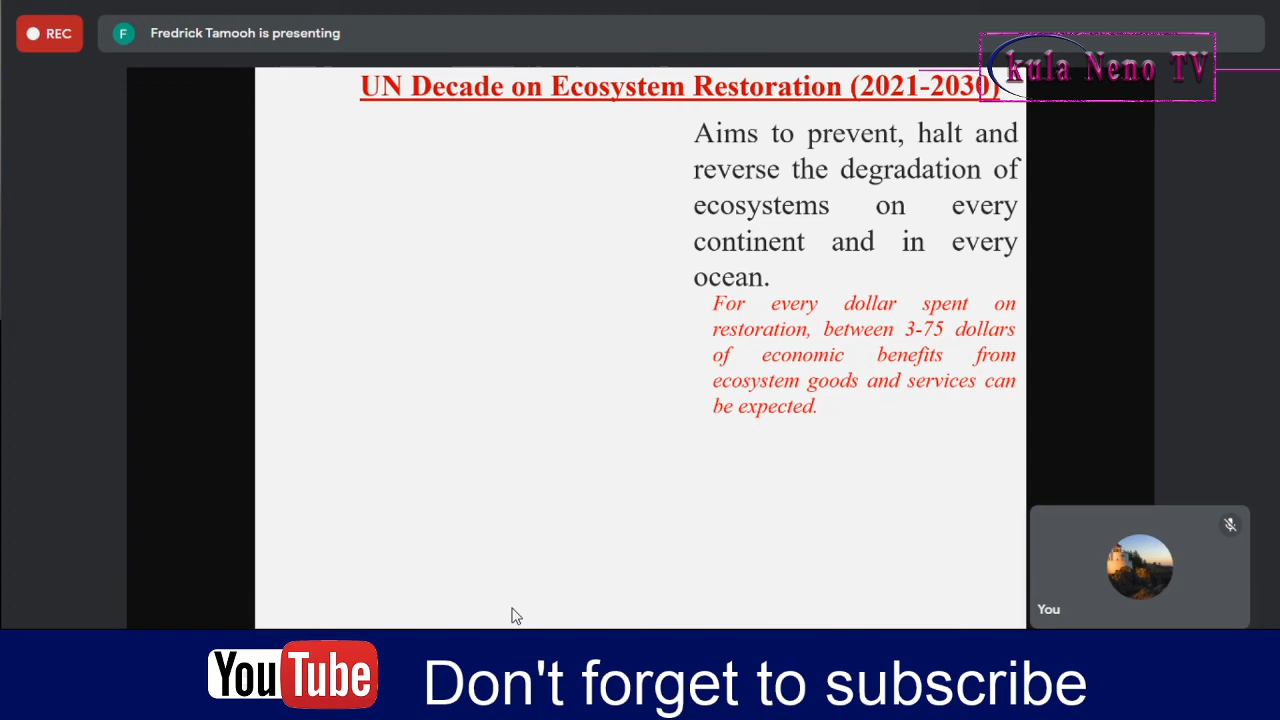 REC
F
Fredrick Tamooh is presenting
kula Neno TV
UN Decade on Ecosystem Restoration (2021-2030)
Aims to prevent, halt and
reverse the degradation of
ecosystems on every
continent and in every
ocean.
For every dollar spent on
restoration, between 3-75 dollars
of economic benefits from
ecosystem goods and services can
be expected.
You
YouTube Don't forget to subscribe